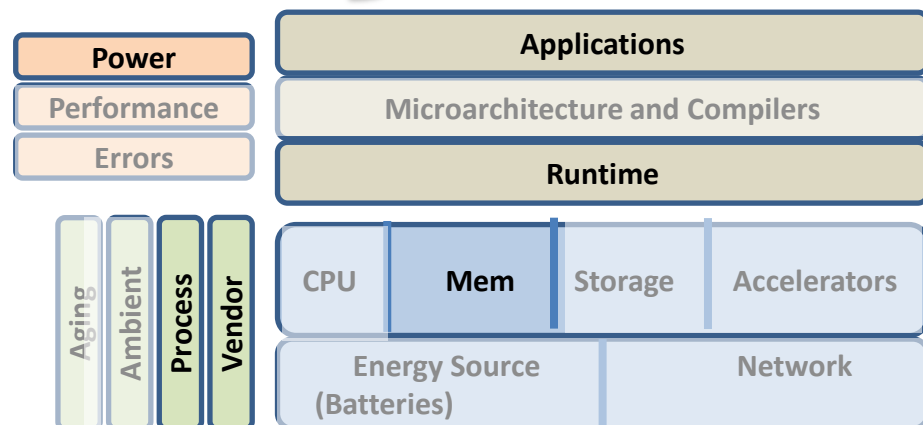 Power
Performance
Errors
Applications
Microarchitecture and Compilers
Runtime
Aging
Ambient
Process
Vendor
CPU
Mem
Storage
Accelerators
Energy Source
(Batteries)
Network